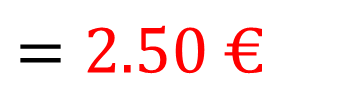 = 2.50 €